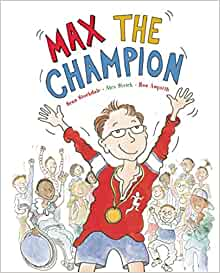 MAX THE
CHAMPION
Sean Stockdale • Alex Strick • Ros Asquith